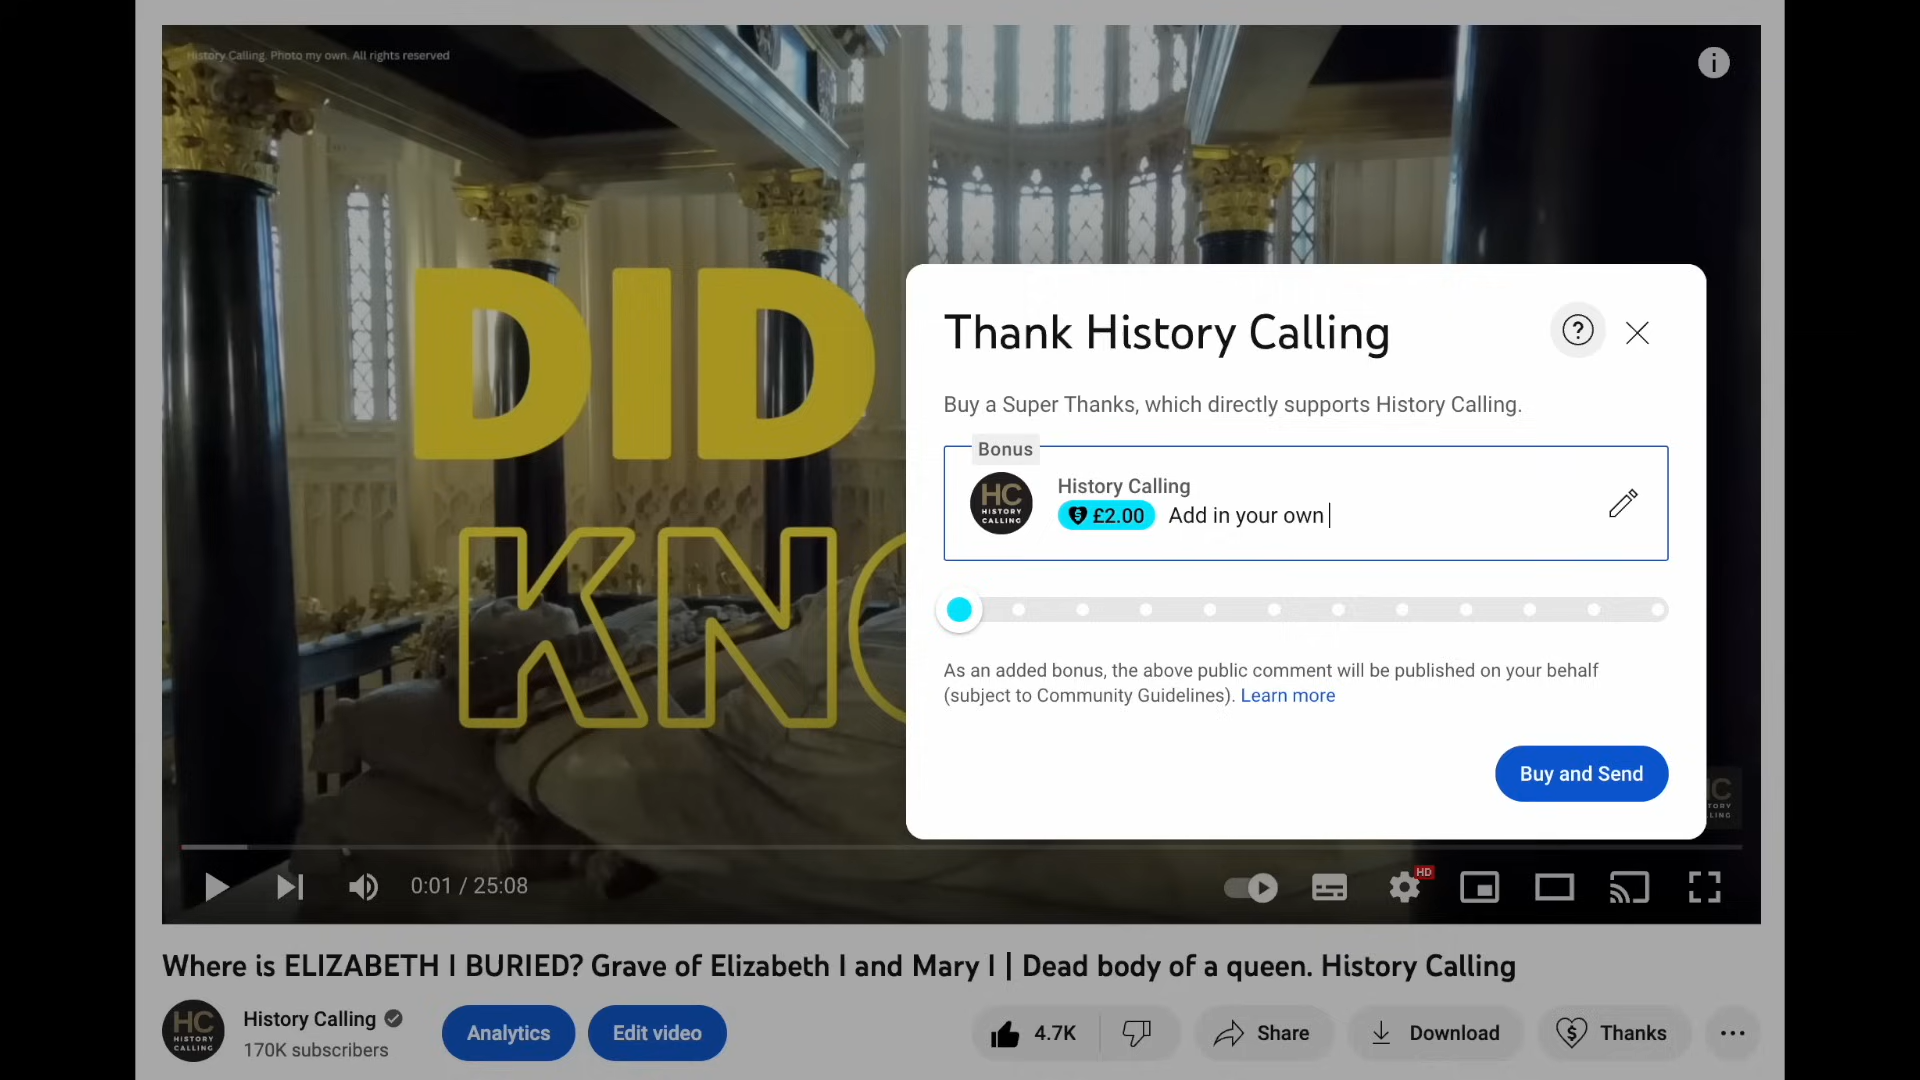 History Calling. Photo my own. All rights reserved
DID
KNO
Thank History Calling
Buy a Super Thanks, which directly supports History Calling.
Bonus
HC
HISTORY
CALLING
History Calling
£2.00 Add in your own
As an added bonus, the above public comment will be published on your behalf
(subject to Community Guidelines). Learn more
Buy and Send
HC
TORY
LING
0:01 / 25:08
HD
Where is ELIZABETH I BURIED? Grave of Elizabeth I and Mary I | Dead body of a queen. History Calling
HC
HISTORY
CALLING
History Calling
170K subscribers
Analytics
Edit video
4.7K
Share
Download
Thanks